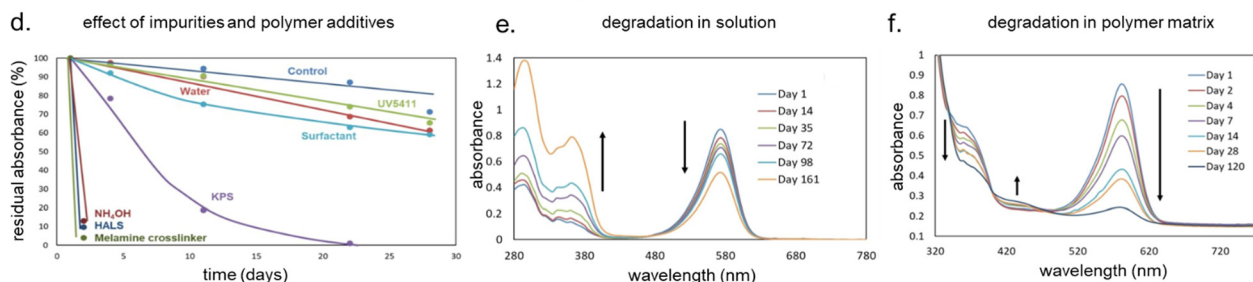 d. effect of impurities and polymer additives
residual absorbance (%)
100
90
80
70
60
50
40
30
20
10
0
Control
Water
UV5411
Surfactant
KPS
NH₄OH
HALS
Melamine crosslinker
0 5 10 15 20 25 30
time (days)
e. degradation in solution
absorbance
1.4
1.2
1
0.8
0.6
0.4
0.2
0
Day 1
Day 14
Day 35
Day 72
Day 98
Day 161
280 380 480 580 680 780
wavelength (nm)
f. degradation in polymer matrix
absorbance
1
0.9
0.8
0.7
0.6
0.5
0.4
0.3
0.2
0.1
Day 1
Day 2
Day 4
Day 7
Day 14
Day 28
Day 120
320 420 520 620 720
wavelength (nm)